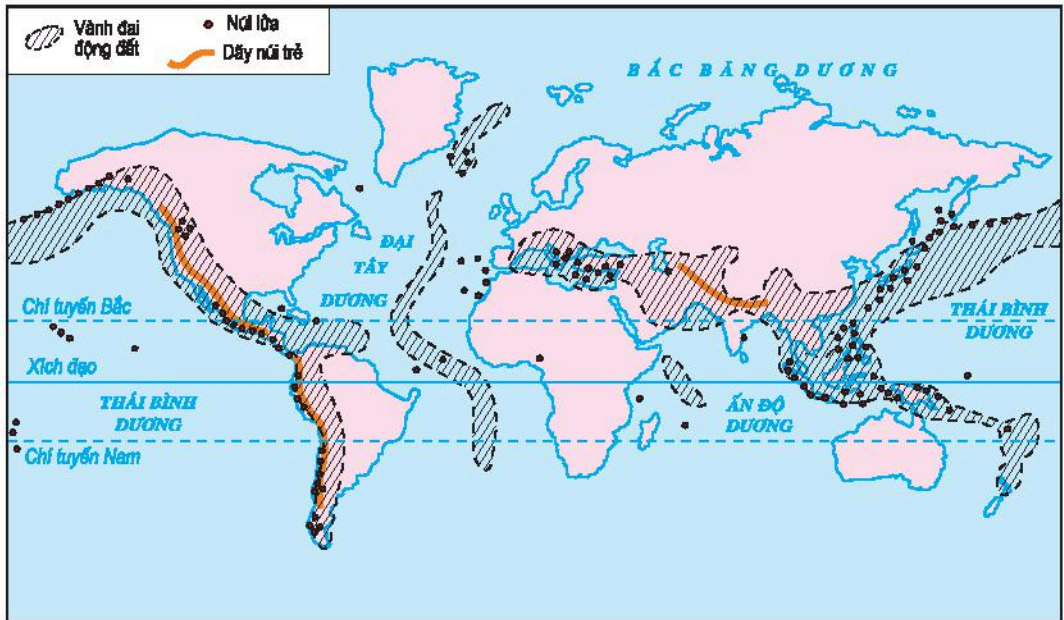 Vành đai
động đất
Núi lửa
Dãy núi trẻ
BẮC BĂNG DƯƠNG
ĐẠI
TÂY
DƯƠNG
Chí tuyến Bắc
THÁI BÌNH
DƯƠNG
Xích đạo
THÁI BÌNH
DƯƠNG
ẤN ĐỘ
DƯƠNG
Chí tuyến Nam